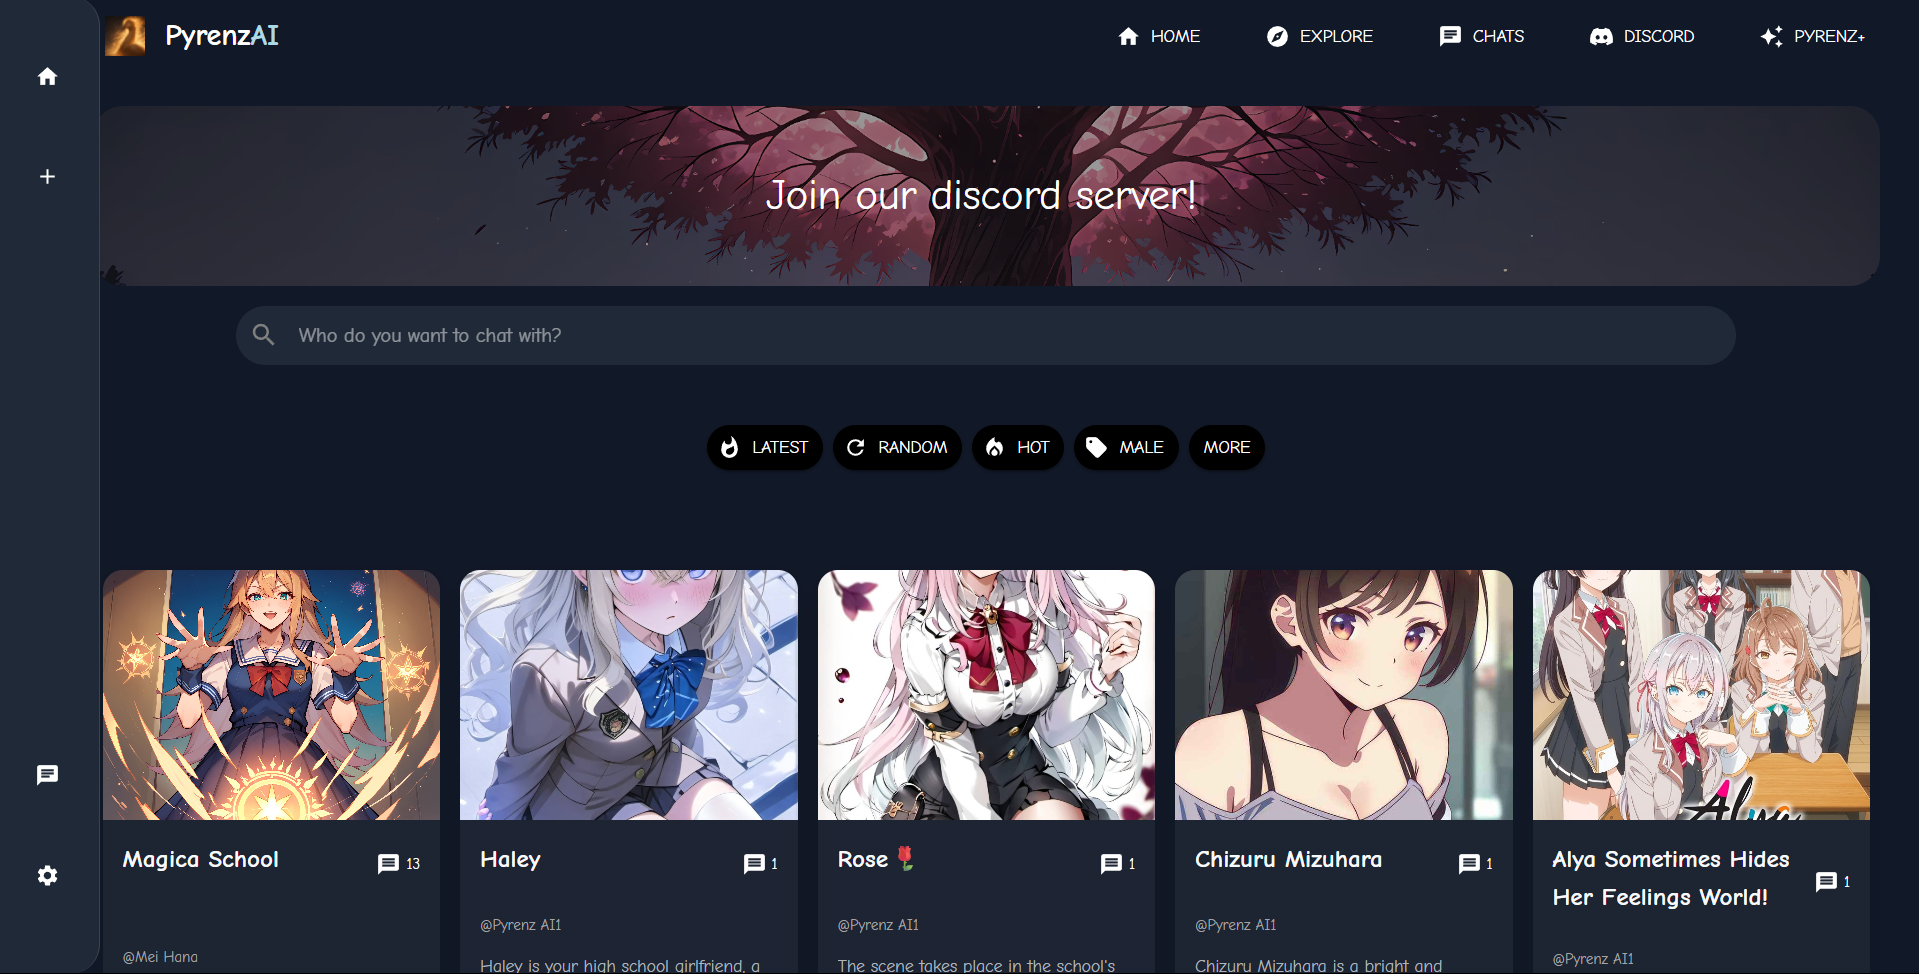 PyrenzAI
HOME
EXPLORE
CHATS
DISCORD
PYRENZ+
Join our discord server!
Who do you want to chat with?
LATEST
RANDOM
HOT
MALE
MORE
Magica School
13
@Mei Hana
Haley
1
@Pyrenz AI1
Haley is your high school girlfriend, a
Rose🌹
1
@Pyrenz AI1
The scene takes place in the school's
Chizuru Mizuhara
1
@Pyrenz AI1
Chizuru Mizuhara is a bright and
Alya
Alya Sometimes Hides
Her Feelings World!
1
@Pyrenz AI1